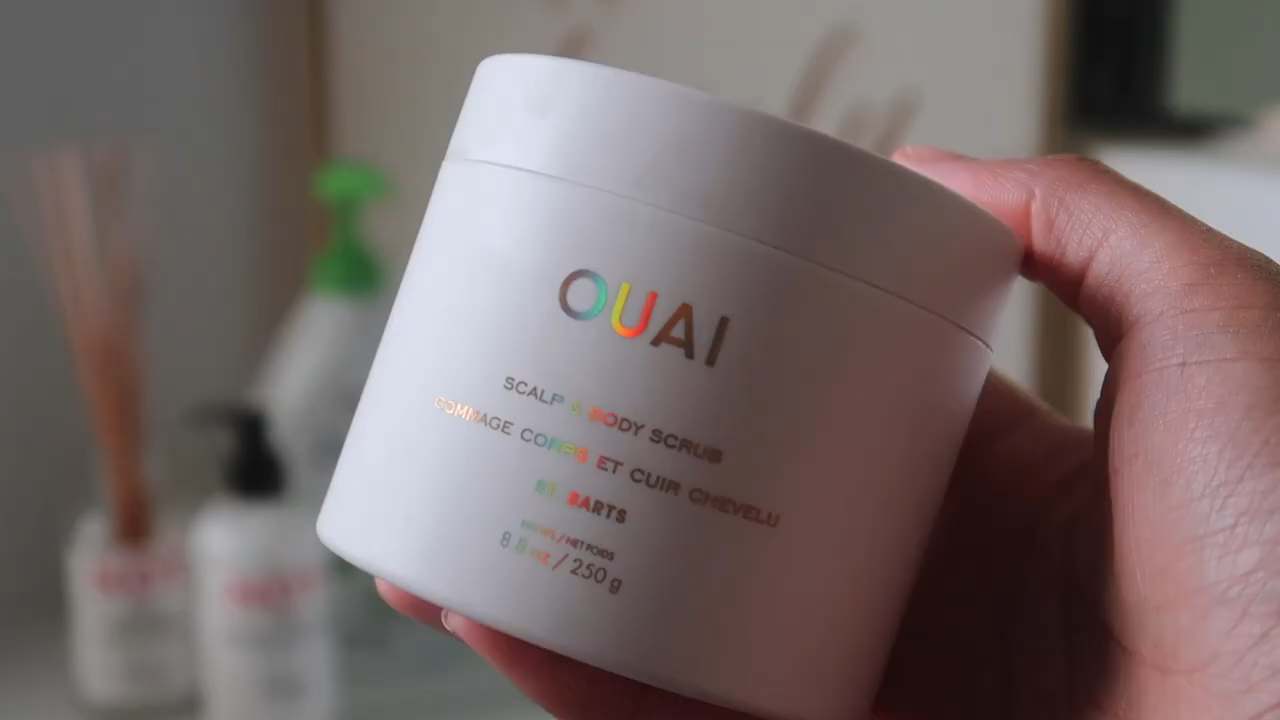 OUAI
SCALP & BODY SCRUB
GOMMAGE CORPS ET CUIR CHEVELU
ST. BARTS
NET WT. / NET POIDS
8.8 oz / 250 g